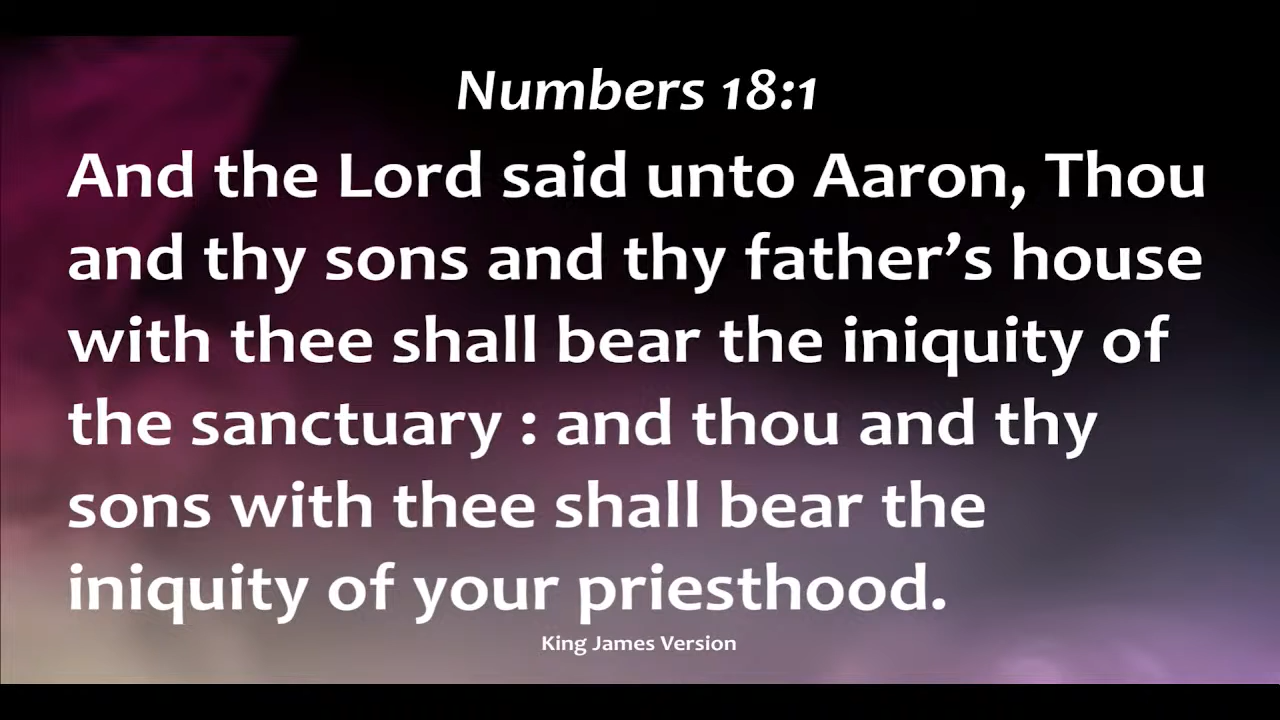 Numbers 18:1
And the Lord said unto Aaron, Thou
and thy sons and thy father’s house
with thee shall bear the iniquity of
the sanctuary : and thou and thy
sons with thee shall bear the
iniquity of your priesthood.
King James Version